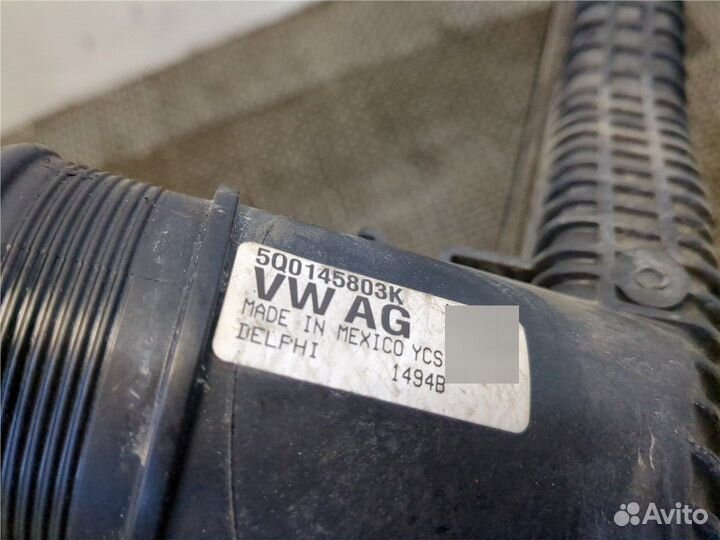 5Q0145803K
VW AG
MADE IN MEXICO YCS
DELPHI 1494B
Avito